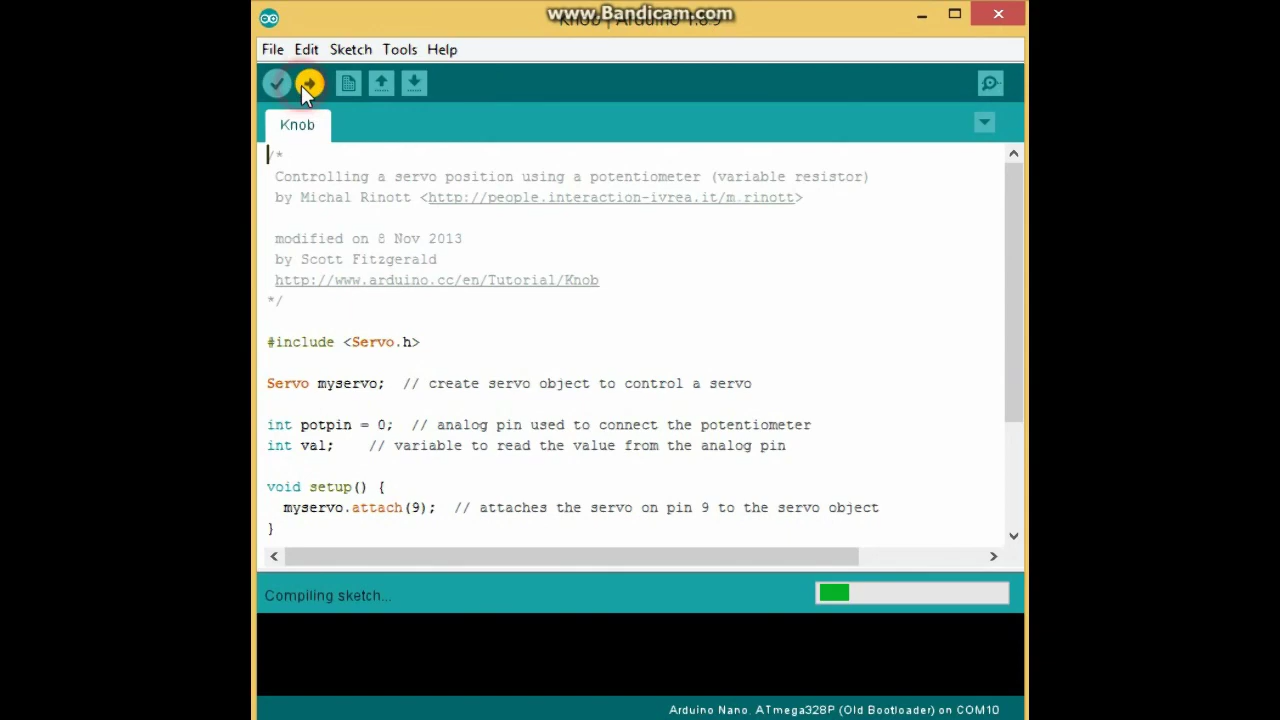 www.Bandicam.com
Knob | Arduino 1.8.9
File Edit Sketch Tools Help
Knob
/*
Controlling a servo position using a potentiometer (variable resistor)
by Michal Rinott <http://people.interaction-ivrea.it/m.rinott>
modified on 8 Nov 2013
by Scott Fitzgerald
http://www.arduino.cc/en/Tutorial/Knob
*/
#include <Servo.h>
Servo myservo;  // create servo object to control a servo
int potpin = 0;  // analog pin used to connect the potentiometer
int val;    // variable to read the value from the analog pin
void setup() {
myservo.attach(9);  // attaches the servo on pin 9 to the servo object
}
Compiling sketch...
Arduino Nano, ATmega328P (Old Bootloader) on COM10